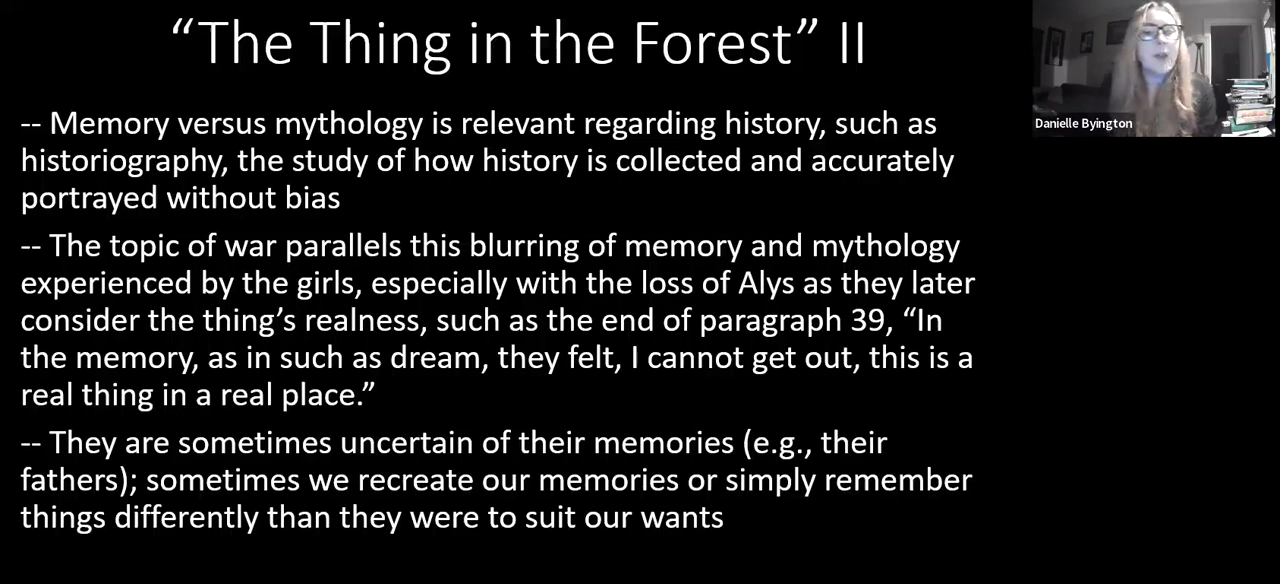 “The Thing in the Forest” II
Danielle Byington
-- Memory versus mythology is relevant regarding history, such as
historiography, the study of how history is collected and accurately
portrayed without bias
-- The topic of war parallels this blurring of memory and mythology
experienced by the girls, especially with the loss of Alys as they later
consider the thing’s realness, such as the end of paragraph 39, “In
the memory, as in such as dream, they felt, I cannot get out, this is a
real thing in a real place.”
-- They are sometimes uncertain of their memories (e.g., their
fathers); sometimes we recreate our memories or simply remember
things differently than they were to suit our wants